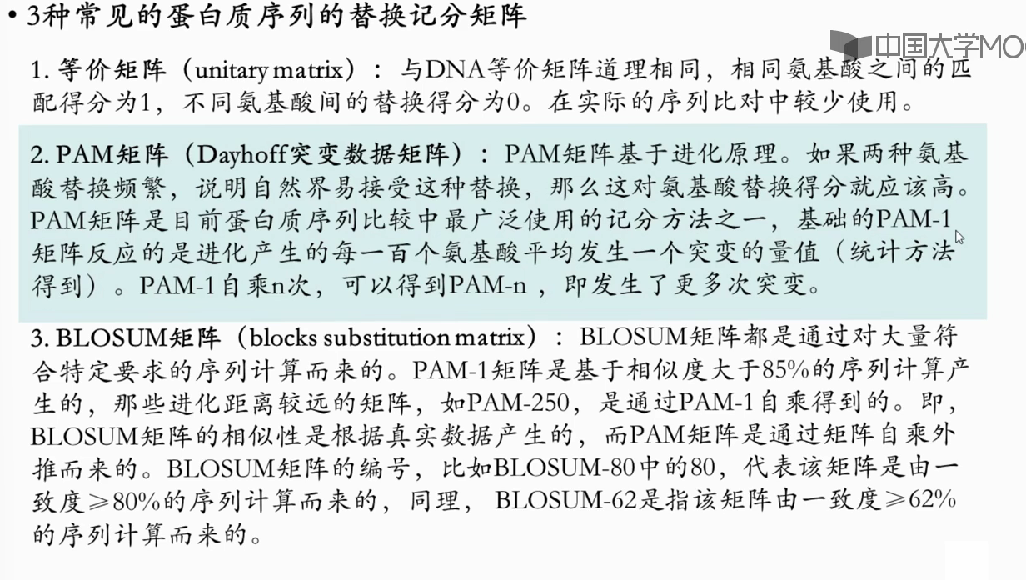 • 3种常见的蛋白质序列的替换记分矩阵
中国大学MOO
1. 等价矩阵（unitary matrix）：与DNA等价矩阵道理相同，相同氨基酸之间的匹
配得分为1，不同氨基酸间的替换得分为0。在实际的序列比对中较少使用。
2. PAM矩阵（Dayhoff突变数据矩阵）：PAM矩阵基于进化原理。如果两种氨基
酸替换频繁，说明自然界易接受这种替换，那么这对氨基酸替换得分就应该高。
PAM矩阵是目前蛋白质序列比较中最广泛使用的记分方法之一，基础的PAM-1
矩阵反应的是进化产生的每一百个氨基酸平均发生一个突变的量值（统计方法
得到）。PAM-1自乘n次，可以得到PAM-n，即发生了更多次突变。
3. BLOSUM矩阵（blocks substitution matrix）：BLOSUM矩阵都是通过对大量符
合特定要求的序列计算而来的。PAM-1矩阵是基于相似度大于85%的序列计算产
生的，那些进化距离较远的矩阵，如PAM-250，是通过PAM-1自乘得到的。即，
BLOSUM矩阵的相似性是根据真实数据产生的，而PAM矩阵是通过矩阵自乘外
推而来的。BLOSUM矩阵的编号，比如BLOSUM-80中的80，代表该矩阵是由一
致度≥80%的序列计算而来的，同理， BLOSUM-62是指该矩阵由一致度≥62%
的序列计算而来的。